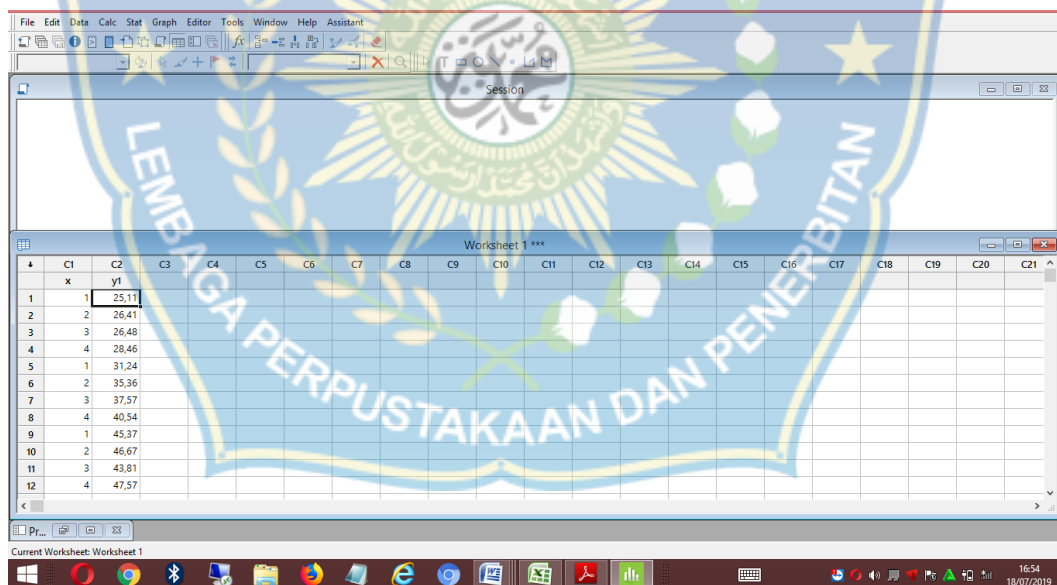 File Edit Data Calc Stat Graph Editor Tools Window Help Assistant
Session
LEMBAGA PERPUSTAKAAN DAN PENERBITAN
Worksheet 1 ***
C1 C2 C3 C4 C5 C6 C7 C8 C9 C10 C11 C12 C13 C14 C15 C16 C17 C18 C19 C20 C21
x y1
1 1 25,11
2 2 26,41
3 3 26,48
4 4 28,46
5 1 31,24
6 2 35,36
7 3 37,57
8 4 40,54
9 1 45,37
10 2 46,67
11 3 43,81
12 4 47,57
Pr...
Current Worksheet: Worksheet 1
16:54
18/07/2019